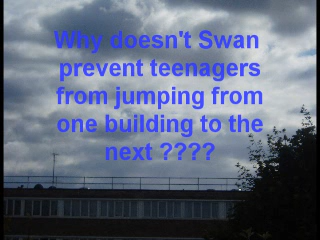 Why doesn't Swan
prevent teenagers
from jumping from
one building to the
next ????